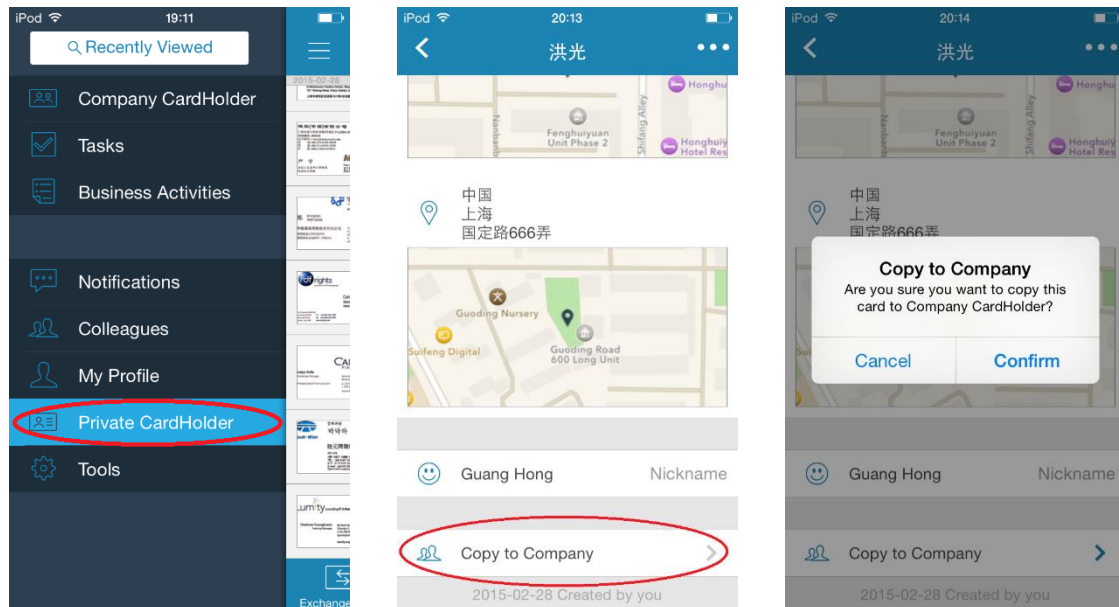 iPod
19:11
Recently Viewed
2015-02-26
Company CardHolder
Tasks
Business Activities
Notifications
Colleagues
My Profile
Private CardHolder
Tools
rights
umity
Exchange
iPod
20:13
洪光
Honghu
Nanbanb
Fenghuiyuan
Unit Phase 2
Shifang Alley
Honghuiy
Hotel Res
中国
上海
国定路666弄
Guoding Nursery
Suifeng Digital
Guoding Road
600 Long Unit
Guang Hong
Nickname
Copy to Company
2015-02-28 Created by you
iPod
20:14
洪光
Honghu
Nanbanb
Fenghuiyuan
Unit Phase 2
Shifang Alley
Honghuiy
Hotel Res
中国
上海
国定路666弄
Copy to Company
Are you sure you want to copy this
card to Company CardHolder?
Cancel
Confirm
Guang Hong
Nickname
Copy to Company
2015-02-28 Created by you